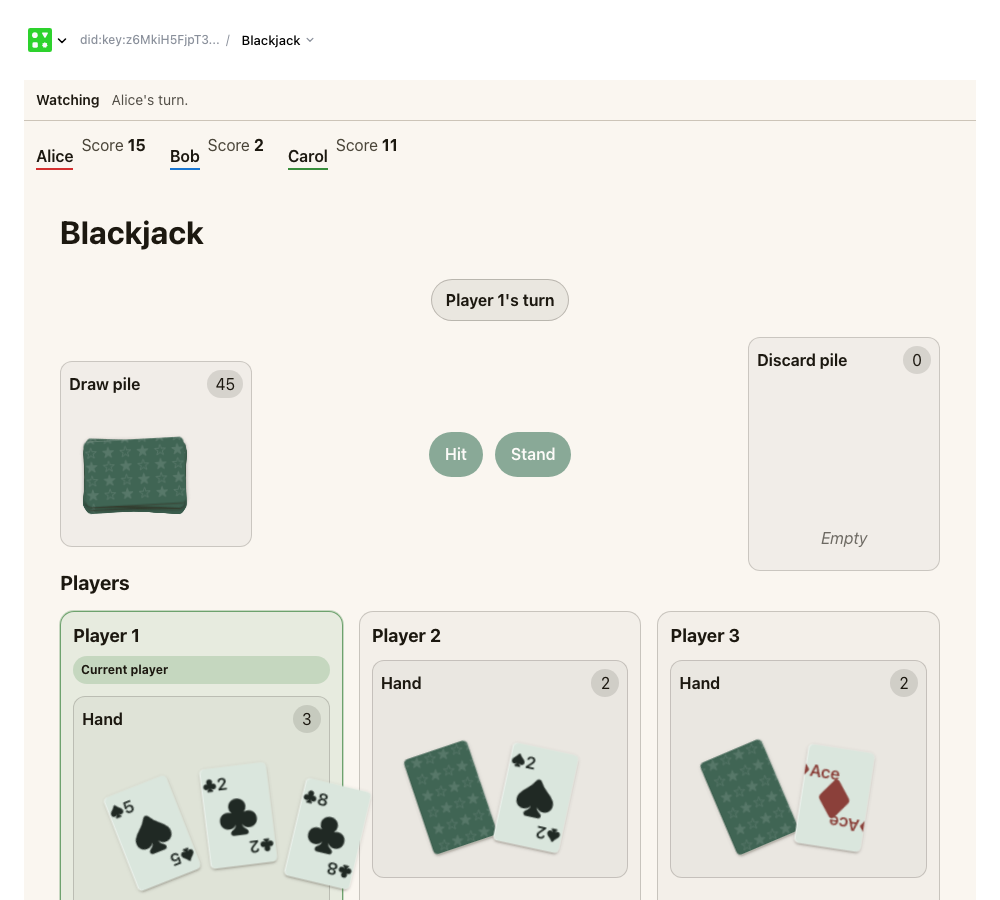 did:key:z6MkiH5FjpT3... / Blackjack
Watching Alice's turn.
Alice Score 15 Bob Score 2 Carol Score 11
Blackjack
Player 1's turn
Draw pile 45
Discard pile 0
Hit Stand
Empty
Players
Player 1
Current player
Hand 3
5
5
2
2
8
8
Player 2
Hand 2
2
2
Player 3
Hand 2
Ace
Ace